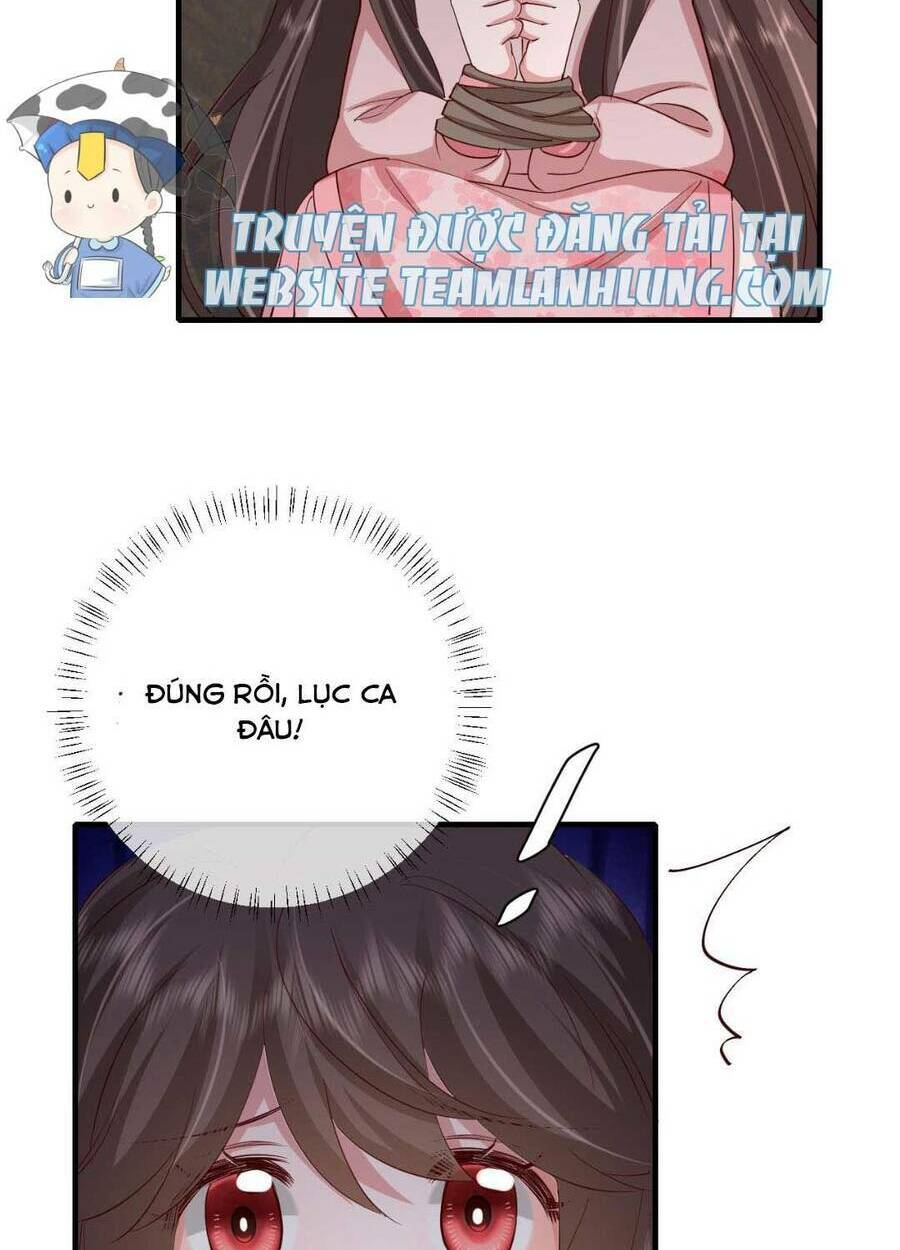 TRUYỆN ĐƯỢC ĐĂNG TẢI TẠI
WEBSITE TEAMLANHLUNG.COM
ĐÚNG RỒI, LỤC CA
ĐÂU!